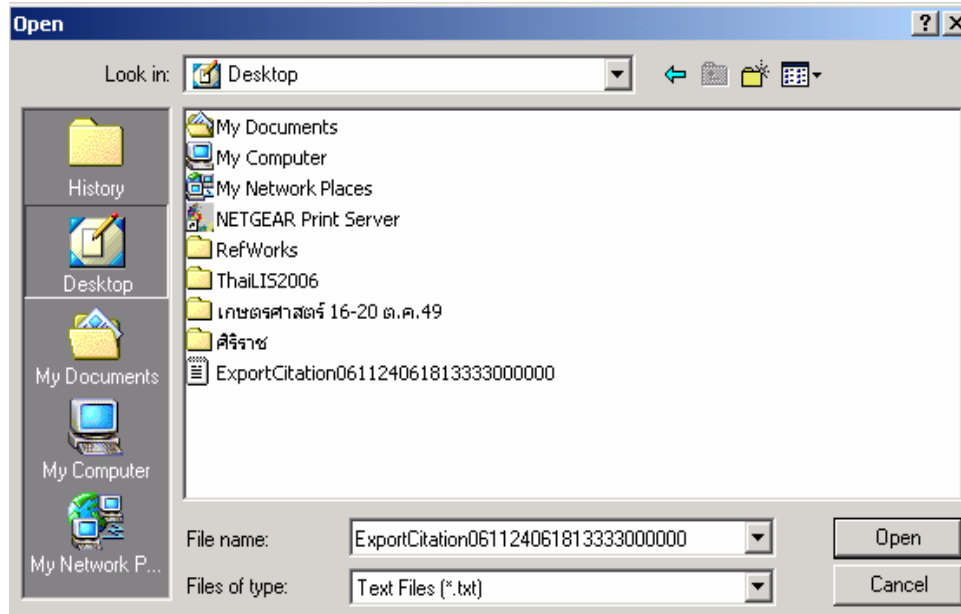 Open
Look in: Desktop
History
Desktop
My Documents
My Computer
My Network P...
My Documents
My Computer
My Network Places
NETGEAR Print Server
RefWorks
ThaiLIS2006
เกษตรศาสตร์ 16-20 ต.ค.49
ศิริราช
ExportCitation061124061813333000000
File name: ExportCitation061124061813333000000 Open
Files of type: Text Files (*.txt) Cancel